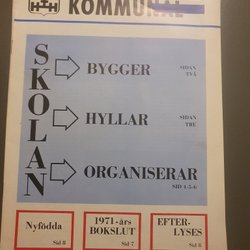 KOMMUNAL
SKOLAN
BYGGER
SIDAN
TVÅ
HYLLAR
SIDAN
TRE
ORGANISERAR
SID 4-5-6
Nyfödda
Sid 8
1971-års
BOKSLUT
Sid 7
EFTER-
LYSES
Sid 8